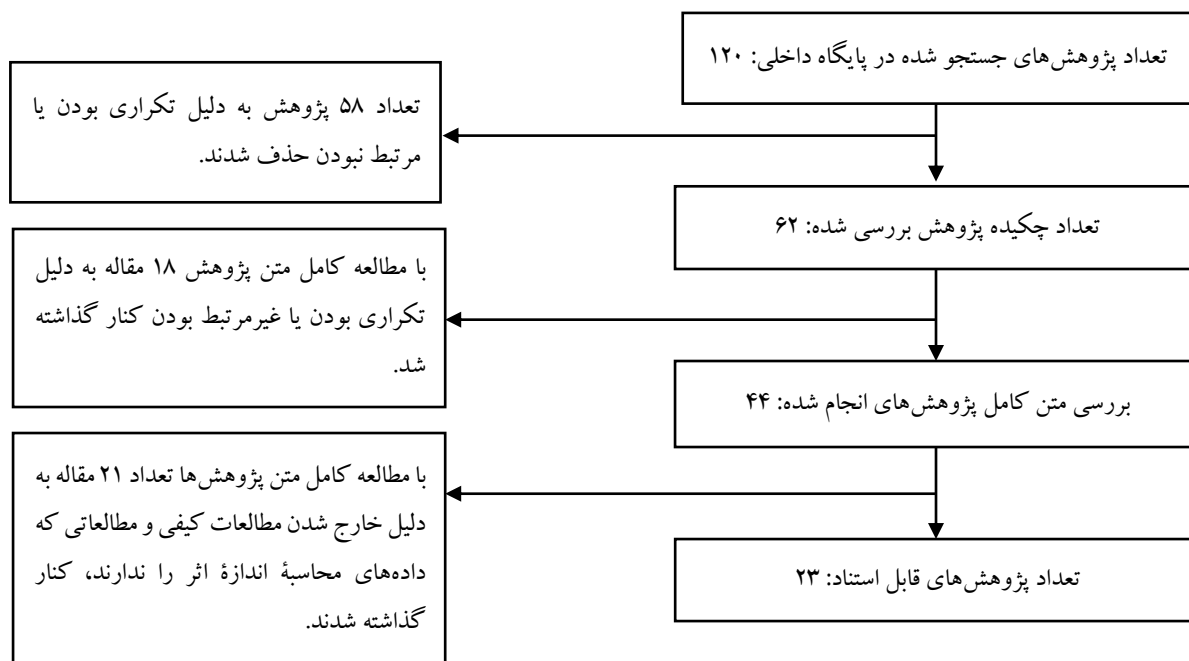 تعداد پژوهش‌های جستجو شده در پایگاه داخلی: ۱۲۰
تعداد ۵۸ پژوهش به دلیل تکراری بودن یا
مرتبط نبودن حذف شدند.
تعداد چکیده پژوهش بررسی شده: ۶۲
با مطالعه کامل متن پژوهش ۱۸ مقاله به دلیل
تکراری بودن یا غیرمرتبط بودن کنار گذاشته
شد.
بررسی متن کامل پژوهش‌های انجام شده: ۴۴
با مطالعه کامل متن پژوهش‌ها تعداد ۲۱ مقاله به
دلیل خارج شدن مطالعات کیفی و مطالعاتی که
داده‌های محاسبهٔ اندازهٔ اثر را ندارند، کنار
گذاشته شدند.
تعداد پژوهش‌های قابل استناد: ۲۳